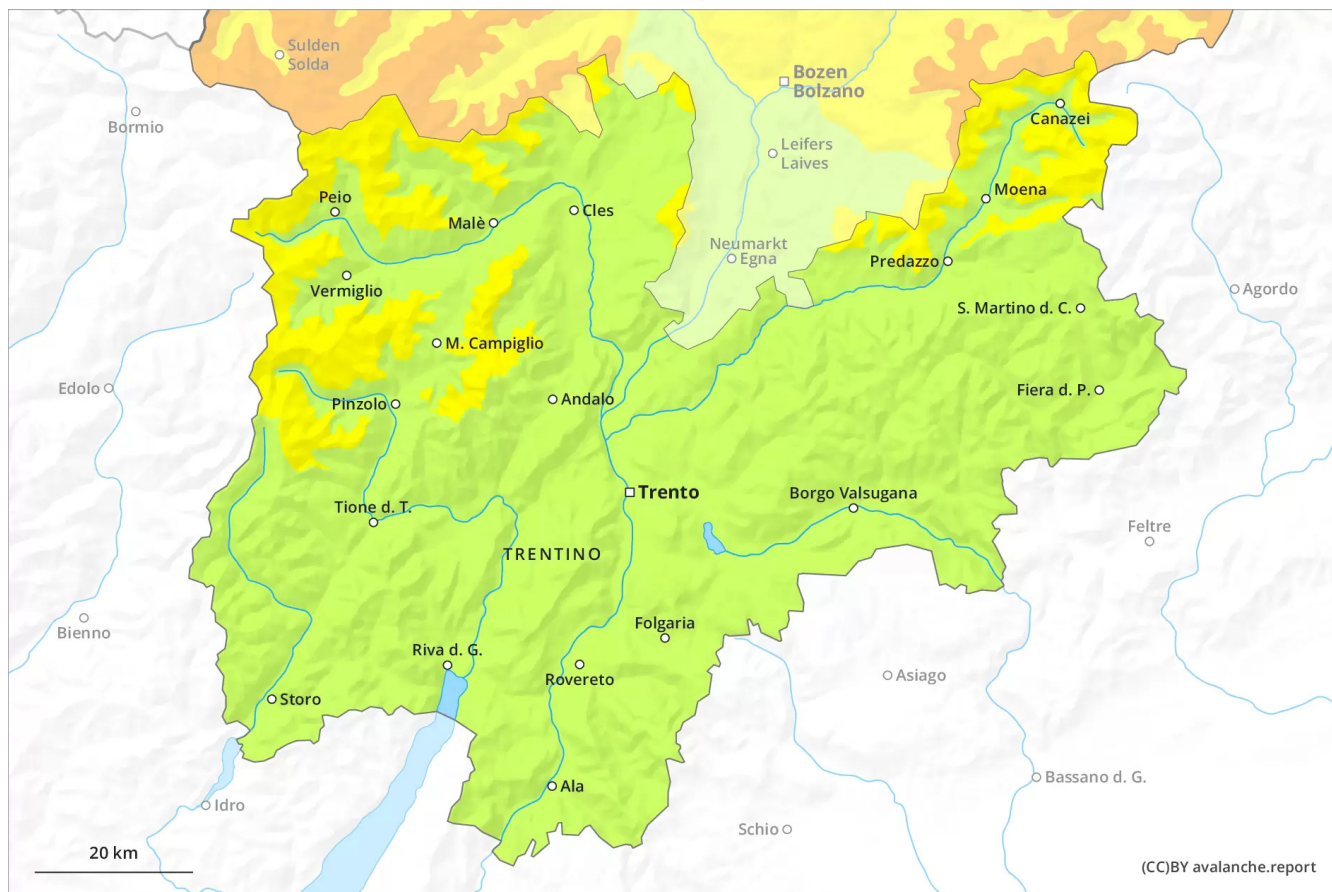 Sulden
Solda
Bozen
Bolzano
Bormio
Canazei
Leifers
Laives
Peio
Moena
Malè
Cles
Neumarkt
Egna
Predazzo
Vermiglio
Agordo
S. Martino d. C.
M. Campiglio
Edolo
Pinzolo
Andalo
Fiera d. P.
Trento
Borgo Valsugana
Tione d. T.
Feltre
TRENTINO
Bienno
Folgaria
Riva d. G.
Asiago
Rovereto
Storo
Bassano d. G.
Ala
Idro
Schio
20 km
(CC)BY avalanche.report